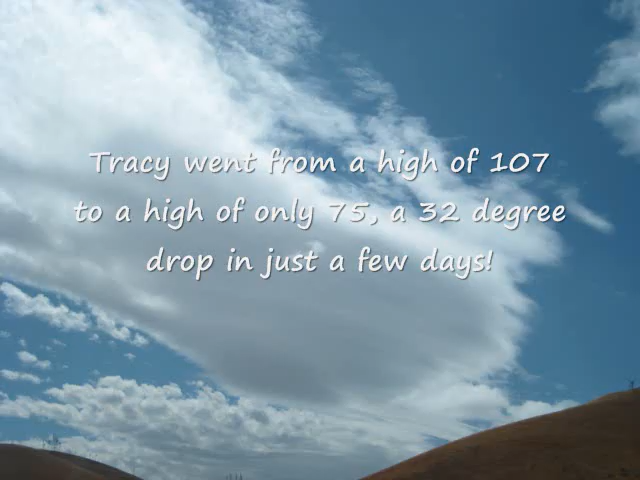 Tracy went from a high of 107
to a high of only 75, a 32 degree
drop in just a few days!